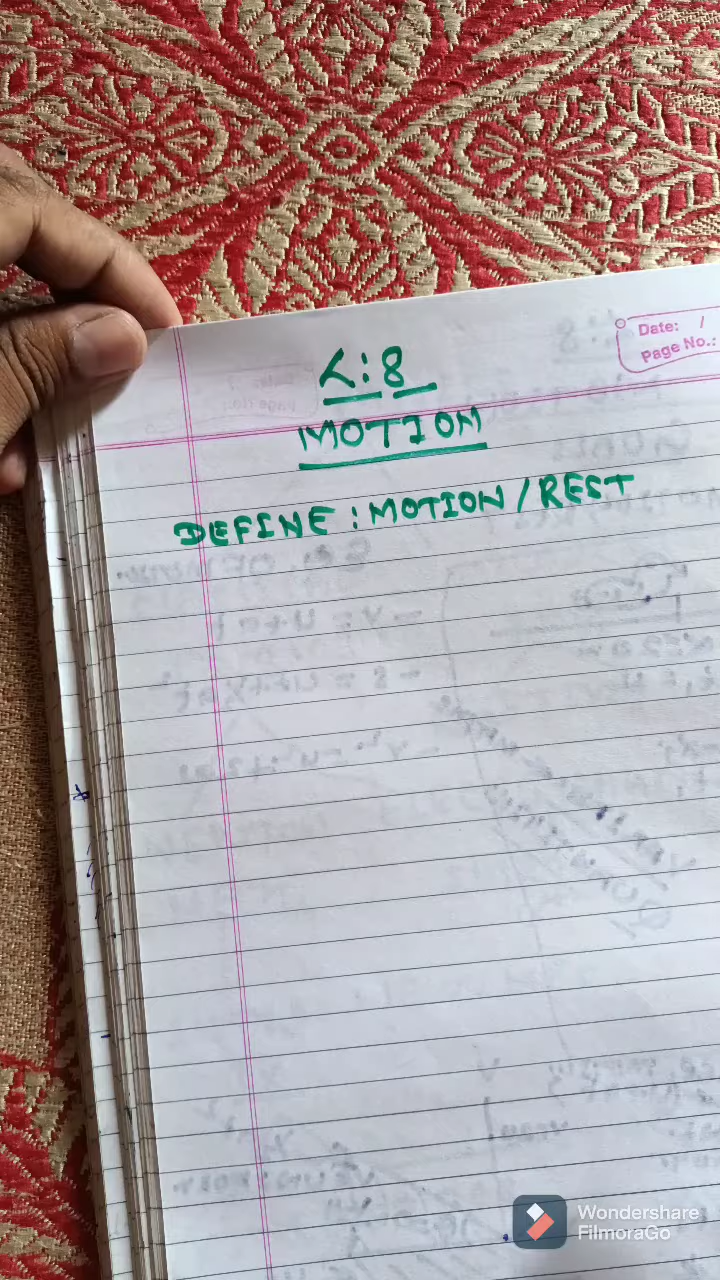 L:8
Date: /
Page No.:
MOTION
DEFINE : MOTION / REST
Wondershare
FilmoraGo